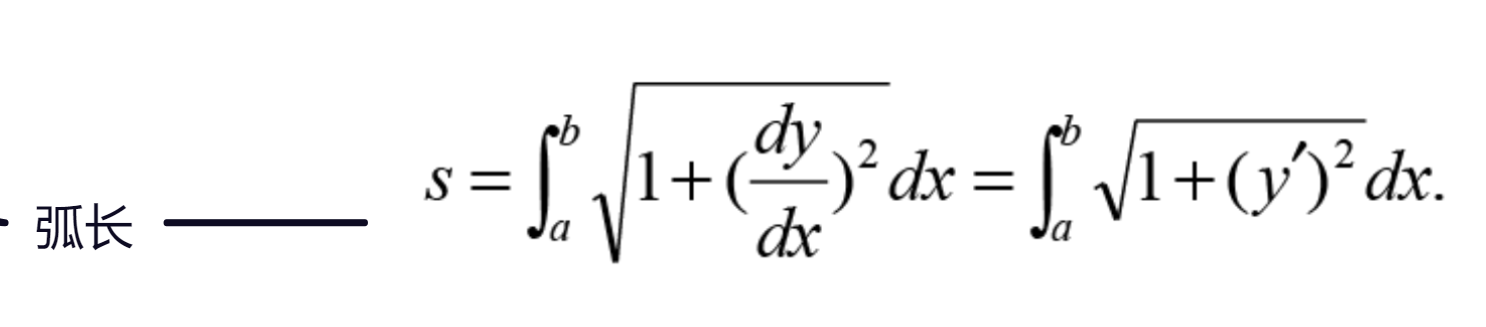 弧长
s = ∫_a^b √(1+(dy/dx)²) dx = ∫_a^b √(1+(y′)²) dx.